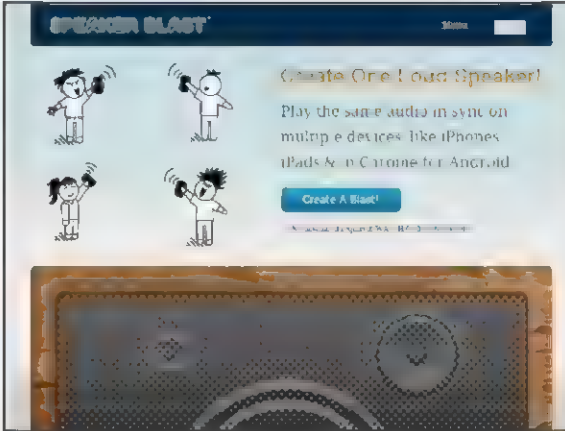 SPEAKER BLAST
Menu
Create One Loud Speaker!
Play the same audio in sync on
multiple devices, like iPhones
iPads & in Chrome for Android
Create A Blast!